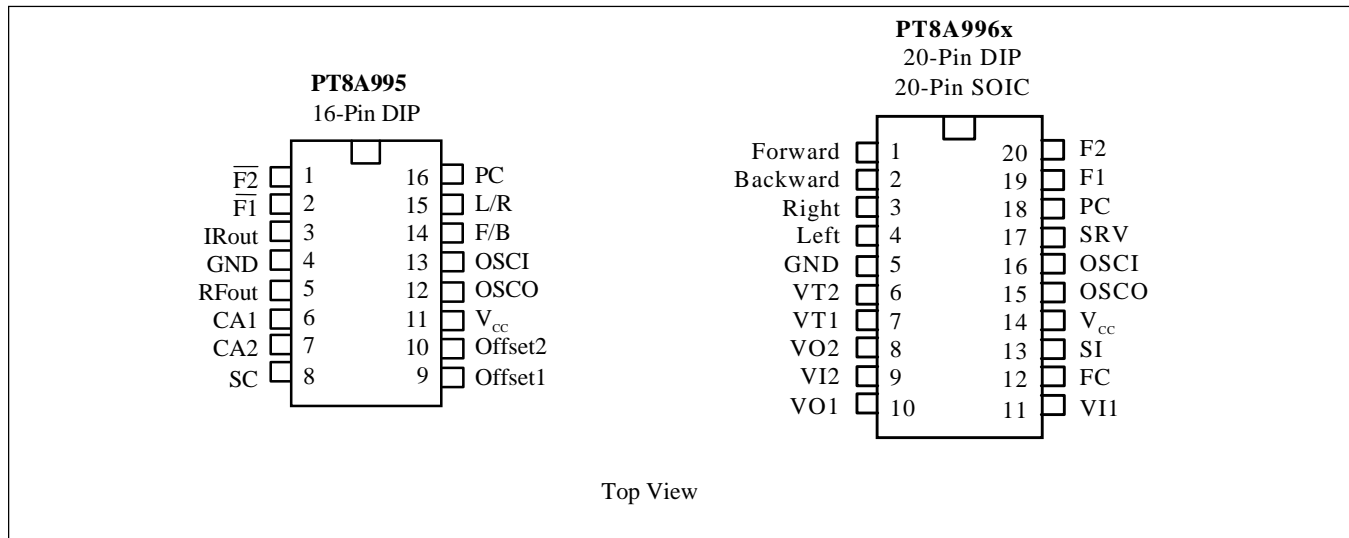 PT8A995
16-Pin DIP
F2 1 16 PC
F1 2 15 L/R
IRout 3 14 F/B
GND 4 13 OSCI
RFout 5 12 OSCO
CA1 6 11 VCC
CA2 7 10 Offset2
SC 8 9 Offset1
PT8A996x
20-Pin DIP
20-Pin SOIC
Forward 1 20 F2
Backward 2 19 F1
Right 3 18 PC
Left 4 17 SRV
GND 5 16 OSCI
VT2 6 15 OSCO
VT1 7 14 VCC
VO2 8 13 SI
VI2 9 12 FC
VO1 10 11 VI1
Top View